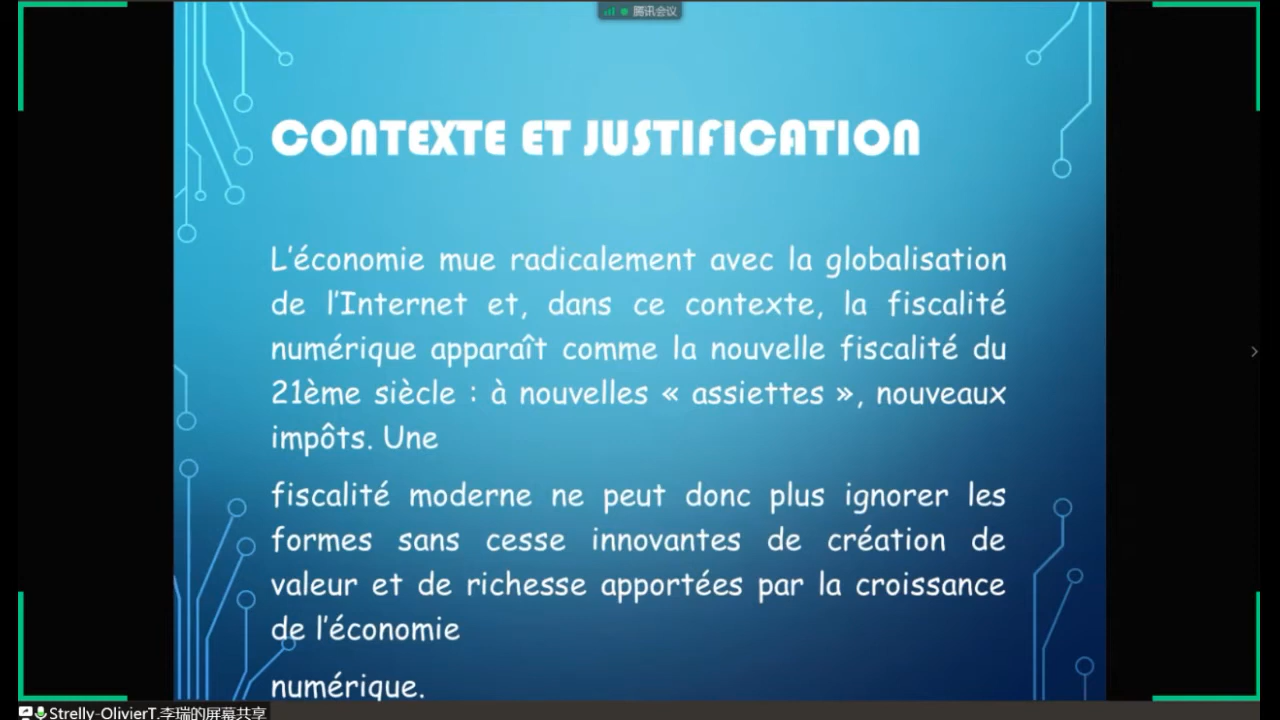 腾讯会议
CONTEXTE ET JUSTIFICATION
L'économie mue radicalement avec la globalisation
de l'Internet et, dans ce contexte, la fiscalité
numérique apparaît comme la nouvelle fiscalité du
21ème siècle : à nouvelles « assiettes », nouveaux
impôts. Une
fiscalité moderne ne peut donc plus ignorer les
formes sans cesse innovantes de création de
valeur et de richesse apportées par la croissance
de l'économie
numérique.
Strelly-OlivierT.李瑞的屏幕共享